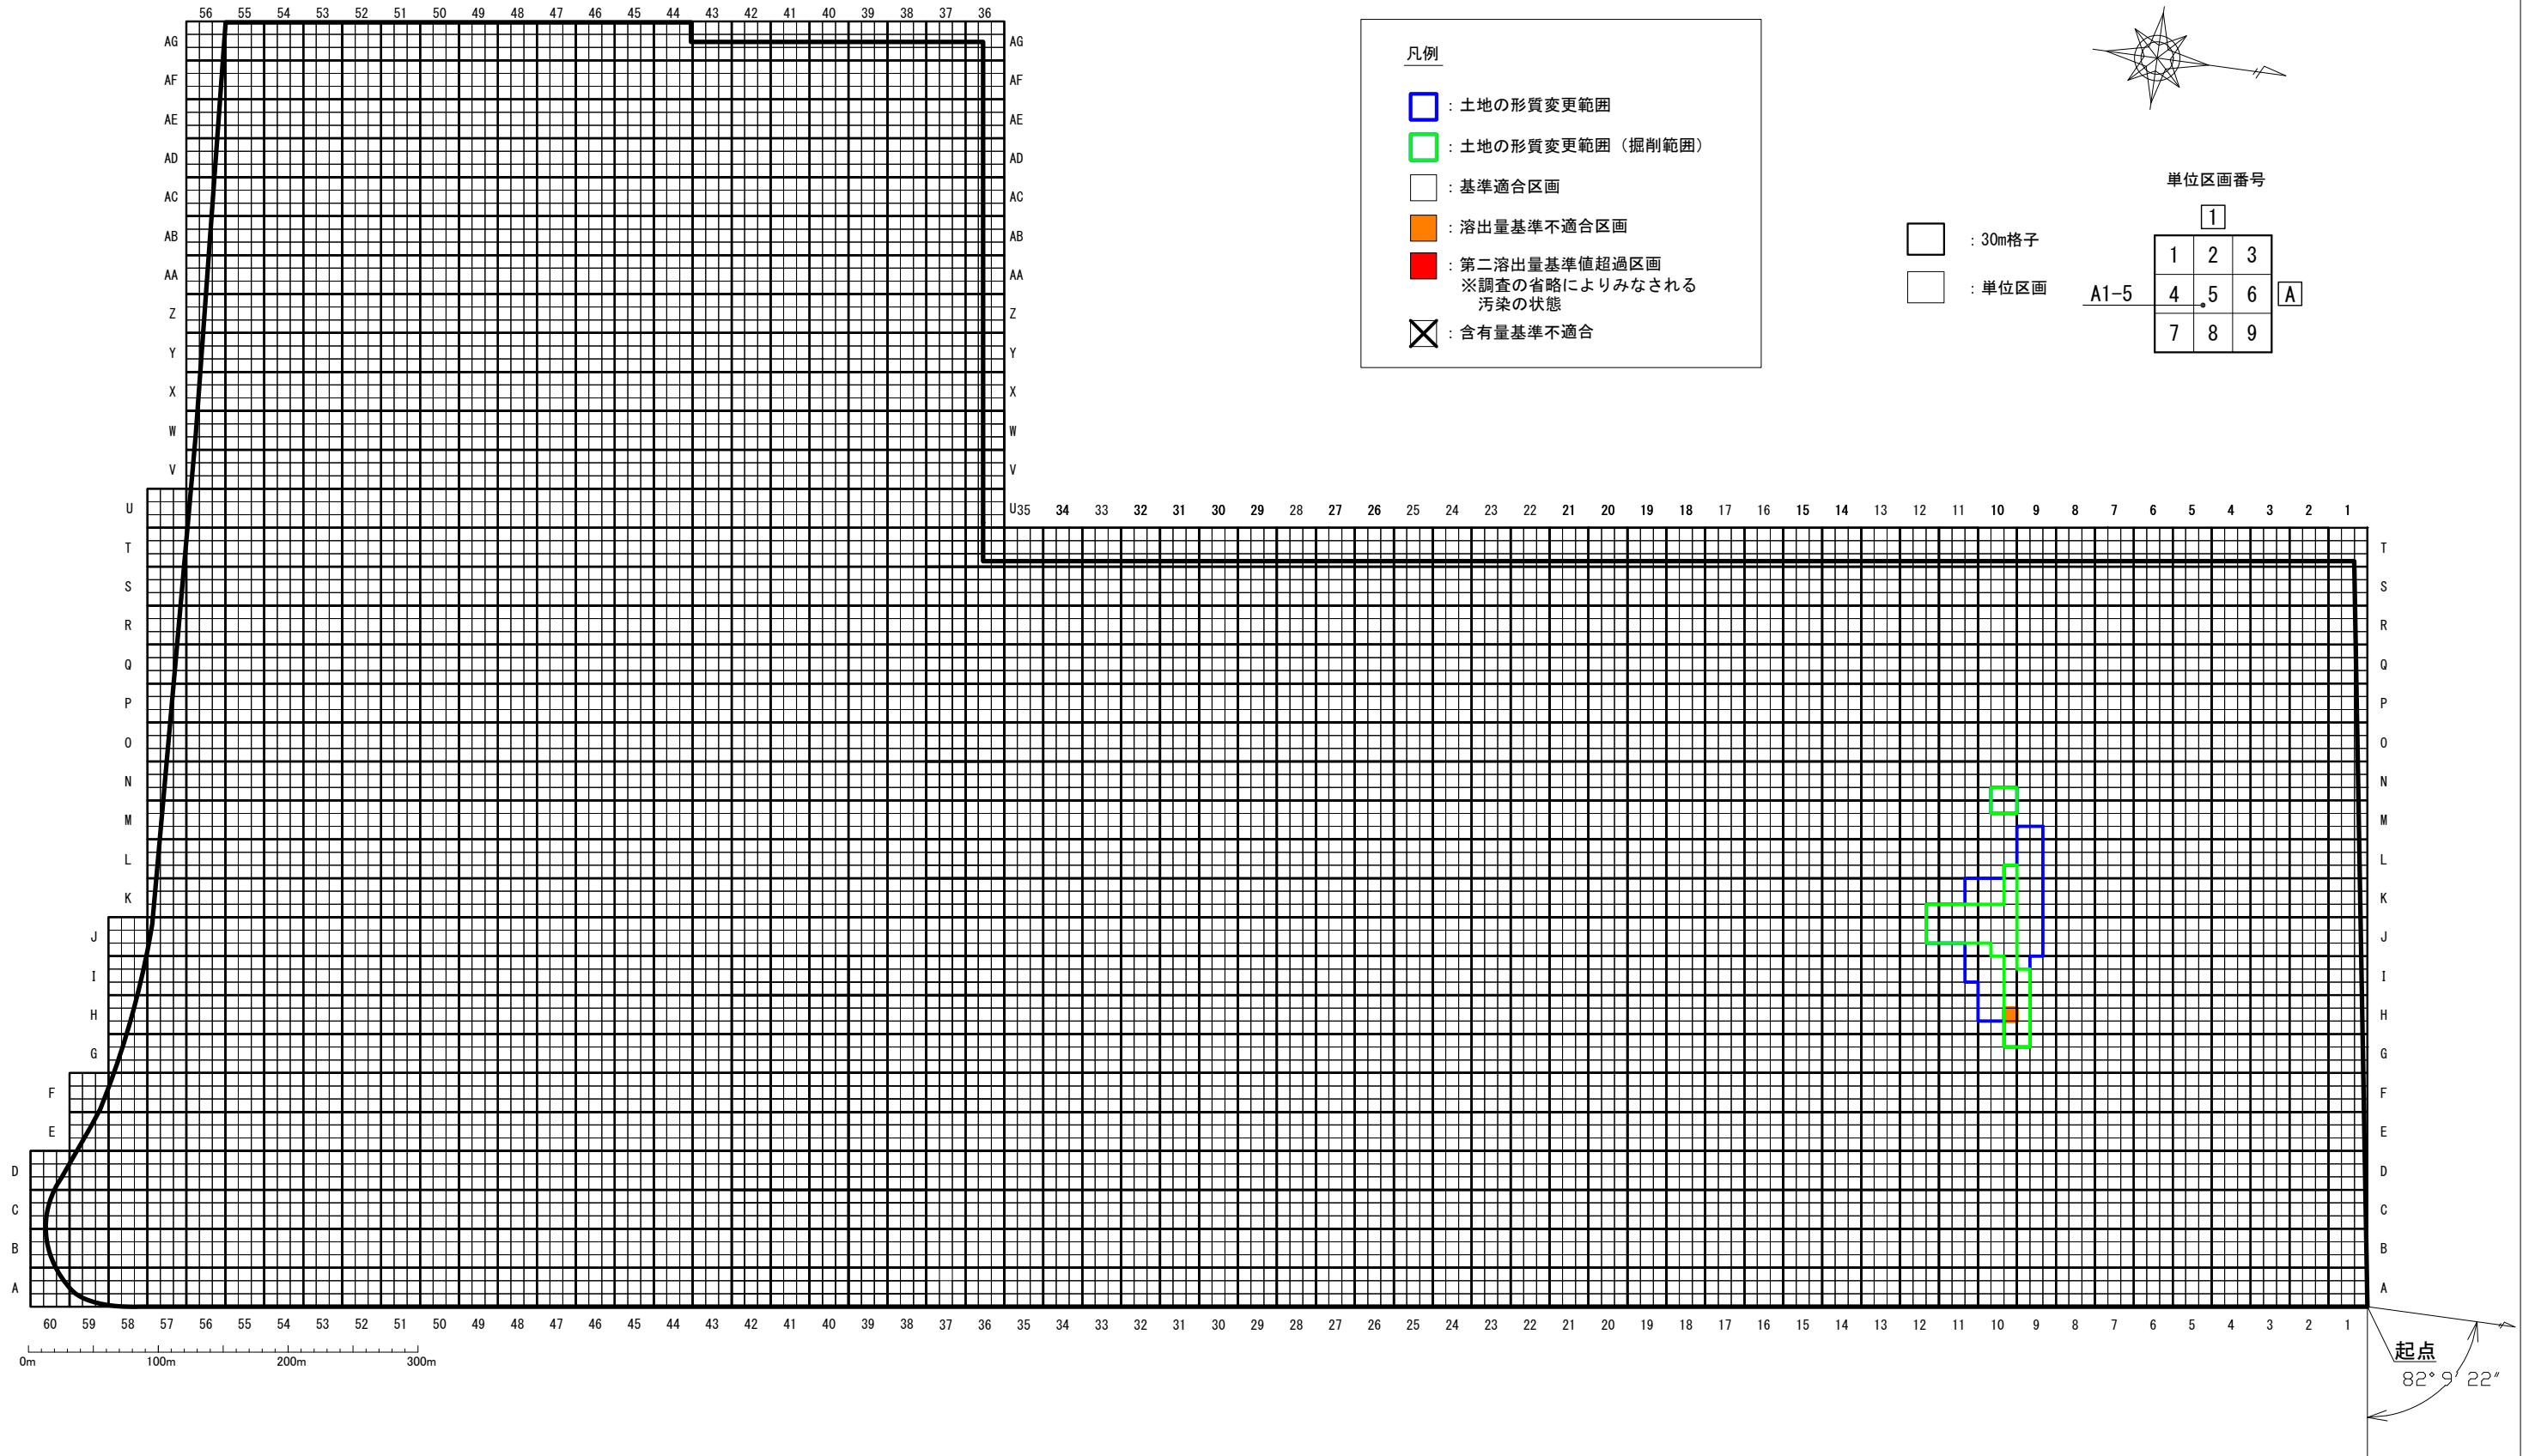 56 55 54 53 52 51 50 49 48 47 46 45 44 43 42 41 40 39 38 37 36
AG AG
AF AF
AE AE
AD AD
AC AC
AB AB
AA AA
Z Z
Y Y
X X
W W
V V
U U35 34 33 32 31 30 29 28 27 26 25 24 23 22 21 20 19 18 17 16 15 14 13 12 11 10 9 8 7 6 5 4 3 2 1
T T
S S
R R
Q Q
P P
O O
N N
M M
L L
K K
J J
I I
H H
G G
F F
E E
D D
C C
B B
A A
60 59 58 57 56 55 54 53 52 51 50 49 48 47 46 45 44 43 42 41 40 39 38 37 36 35 34 33 32 31 30 29 28 27 26 25 24 23 22 21 20 19 18 17 16 15 14 13 12 11 10 9 8 7 6 5 4 3 2 1
0m 100m 200m 300m
凡例
：土地の形質変更範囲
：土地の形質変更範囲（掘削範囲）
：基準適合区画
：溶出量基準不適合区画
：第二溶出量基準値超過区画
※調査の省略によりみなされる
汚染の状態
：含有量基準不適合
：30m格子
：単位区画
単位区画番号
1
1 2 3
A1-5 4 5 6 A
7 8 9
起点
82°9′22″